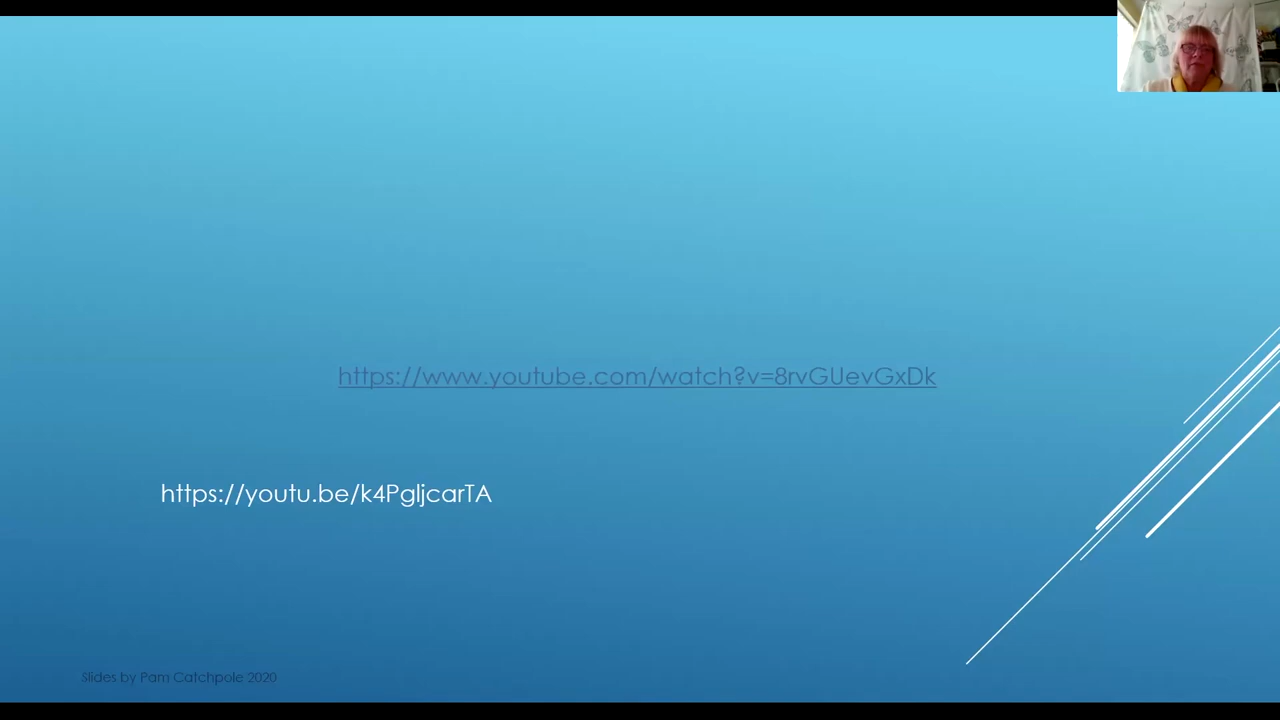 https://www.youtube.com/watch?v=8rvGUevGxDk
https://youtu.be/k4PgljcarTA
Slides by Pam Catchpole 2020